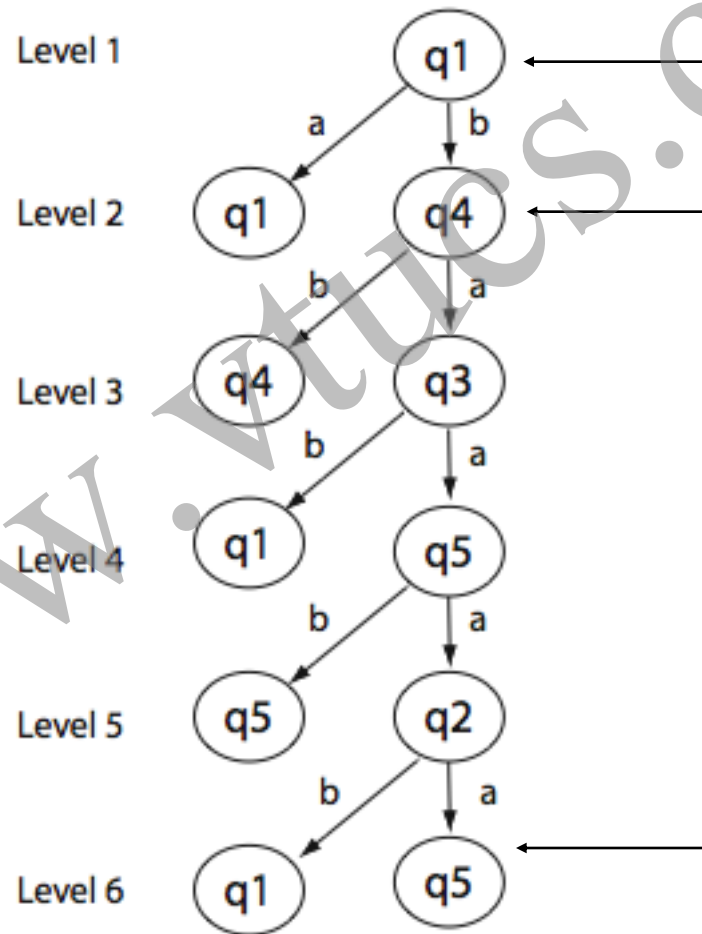 Level 1 q1
a b
Level 2 q1 q4
b a
Level 3 q4 q3
b a
Level 4 q1 q5
b a
Level 5 q5 q2
b a
Level 6 q1 q5
w.vtucs.